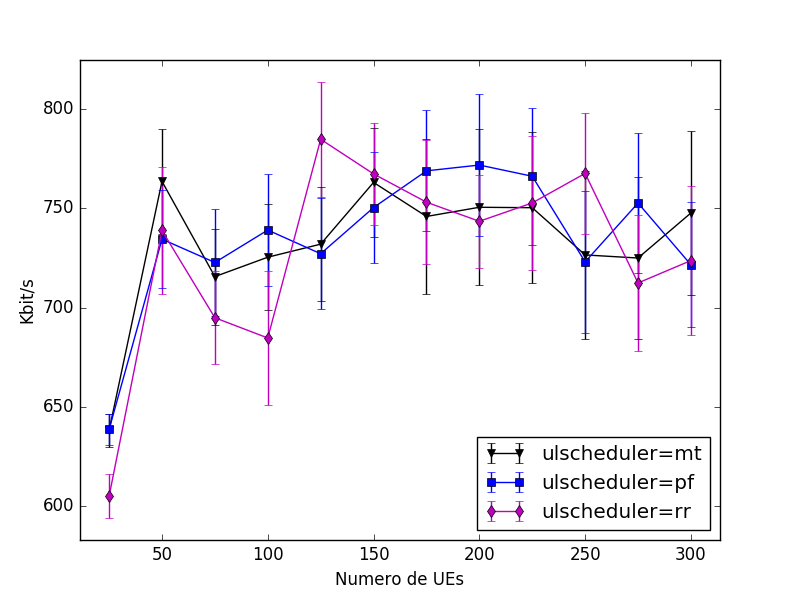 Kbit/s
800
750
700
650
600
50 100 150 200 250 300
Numero de UEs
ulscheduler=mt
ulscheduler=pf
ulscheduler=rr